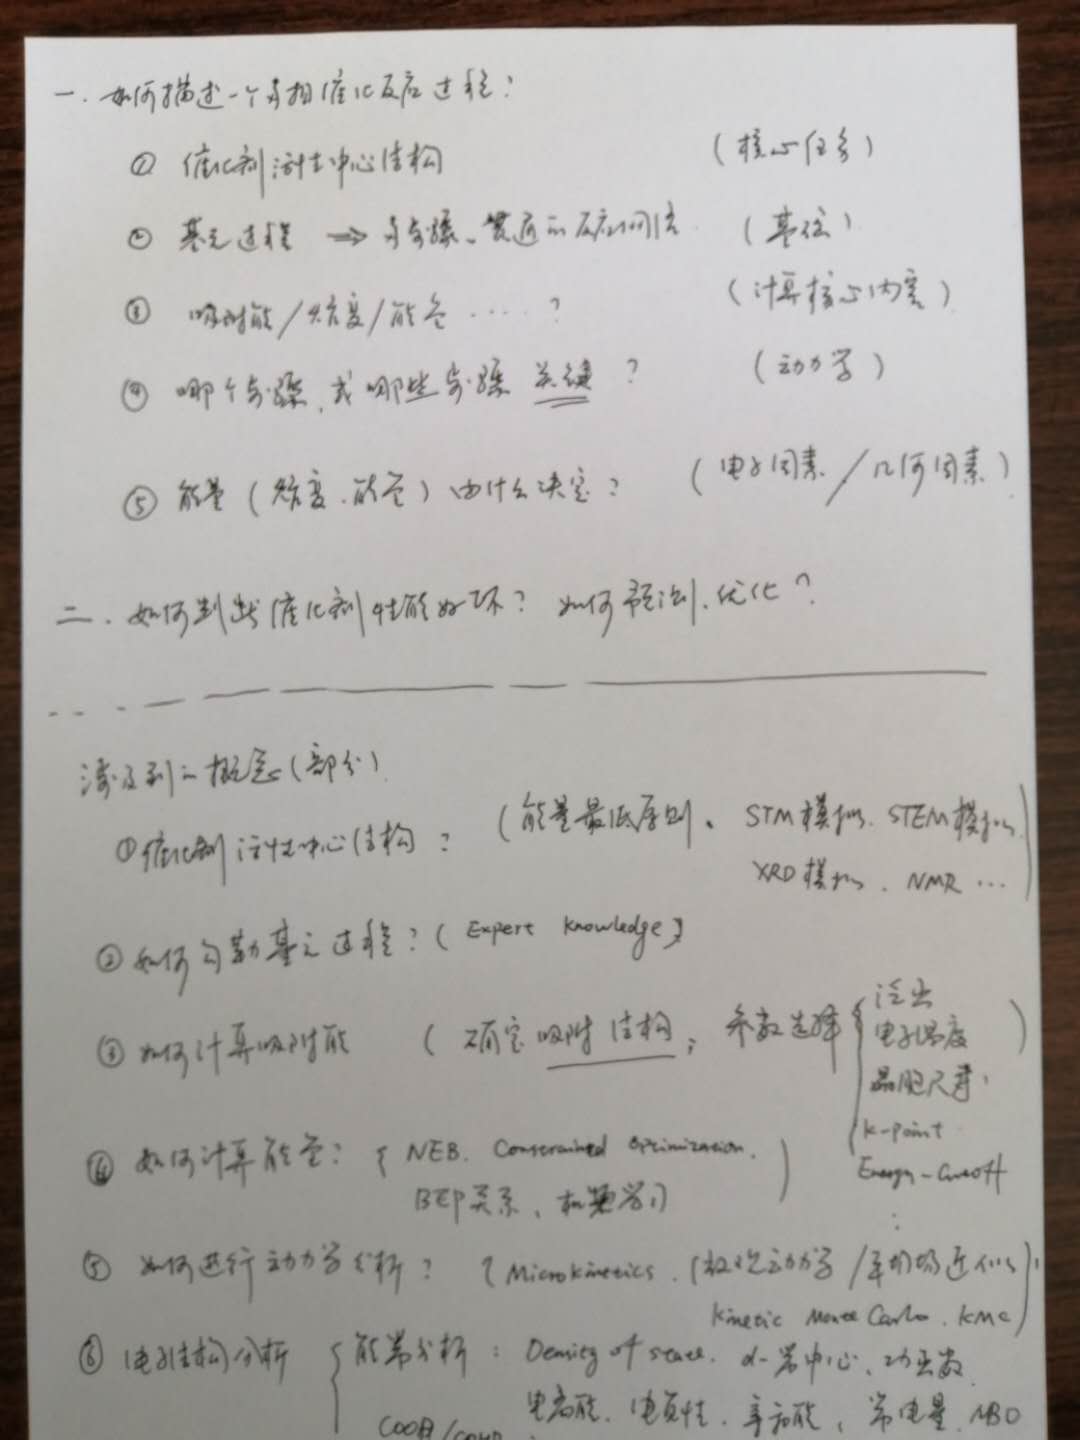 一. 如何描述一个多相催化反应过程?
① 催化剂活性中心结构 (核心任务)
② 基元过程 ⇒ 多步骤、 的反应网络 (基础)
③ 吸附能/焓变/能垒 ····· ? (计算核心内容)
④ 哪个步骤、或哪些步骤 关键 ? (动力学)
⑤ 能量 (焓变.能垒) 由什么决定? (电子因素/几何因素)
二. 如何判断催化剂性能好坏? 如何预测、优化?
涉及到的概念(部分)
①催化剂活性中心结构? (能量最低原则、STM模拟. STEM模拟.
XRD模拟. NMR ···)
② 如何勾勒基元过程? (Expert knowledge)
③ 如何计算吸附能 (确定吸附结构; 参数选择 { 泛函
电子温度
晶胞尺寸.
k-point
Energy-cutoff
⋮
④ 如何计算能垒? ( NEB. Constrained Optimization.
BEP关系、机器学习)
⑤ 如何进行动力学分析? (Microkinetics. (微观动力学/平均场近似);
Kinetic Monte Carlo. KMC)
⑥ 电子结构分析 { 能带分析: Density of state. d-带中心、功函数
电离能. 电负性. 亲和能, 带电量. NBO